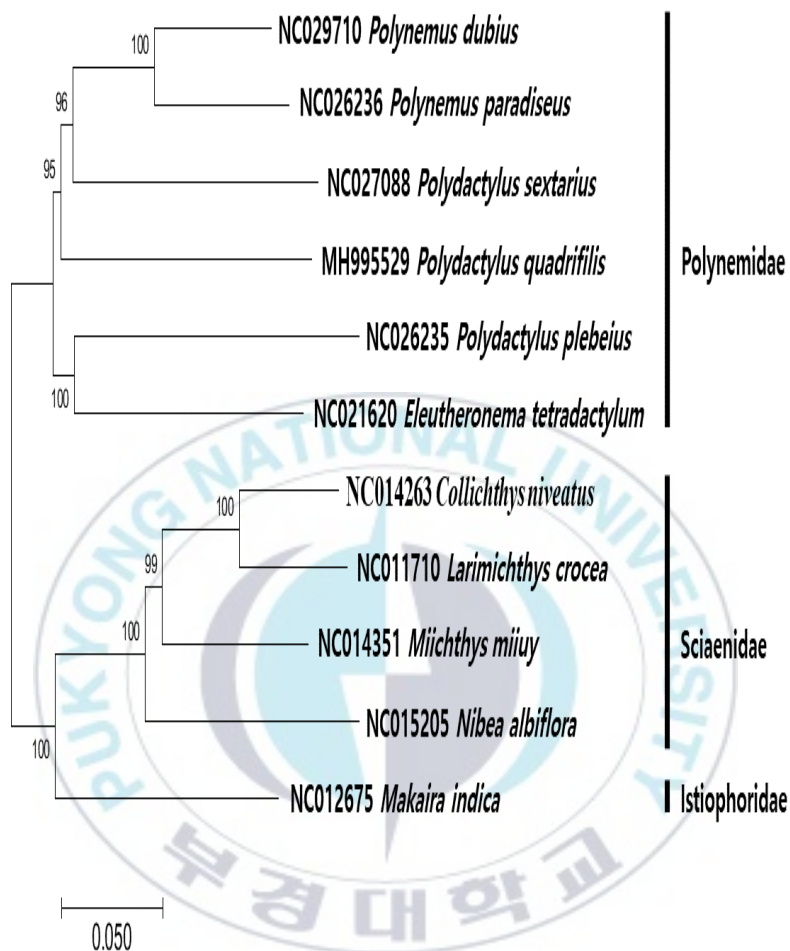 100
NC029710 Polynemus dubius
96
NC026236 Polynemus paradiseus
95
NC027088 Polydactylus sextarius
MH995529 Polydactylus quadrifilis
Polynemidae
NC026235 Polydactylus plebeius
100
NC021620 Eleutheronema tetradactylum
100
NC014263 Collichthys niveatus
99
NC011710 Larimichthys crocea
100
NC014351 Miichthys miiuy
Sciaenidae
NC015205 Nibea albiflora
100
NC012675 Makaira indica
Istiophoridae
0.050
PUKYONG NATIONAL UNIVERSITY
부경대학교